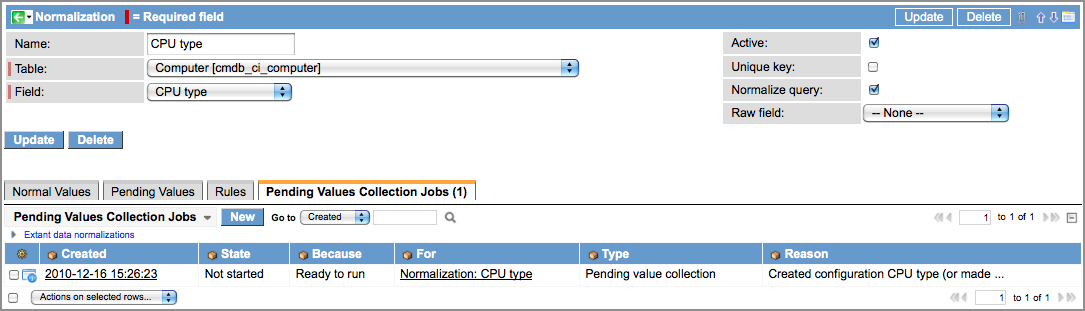 Normalization = Required field Update Delete
Name: CPU type Active:
Table: Computer [cmdb_ci_computer] Unique key:
Field: CPU type Normalize query:
Raw field: -- None --
Update Delete
Normal Values Pending Values Rules Pending Values Collection Jobs (1)
Pending Values Collection Jobs New Go to Created 1 to 1 of 1
Extant data normalizations
Created State Because For Type Reason
2010-12-16 15:26:23 Not started Ready to run Normalization: CPU type Pending value collection Created configuration CPU type (or made ...
Actions on selected rows... 1 to 1 of 1